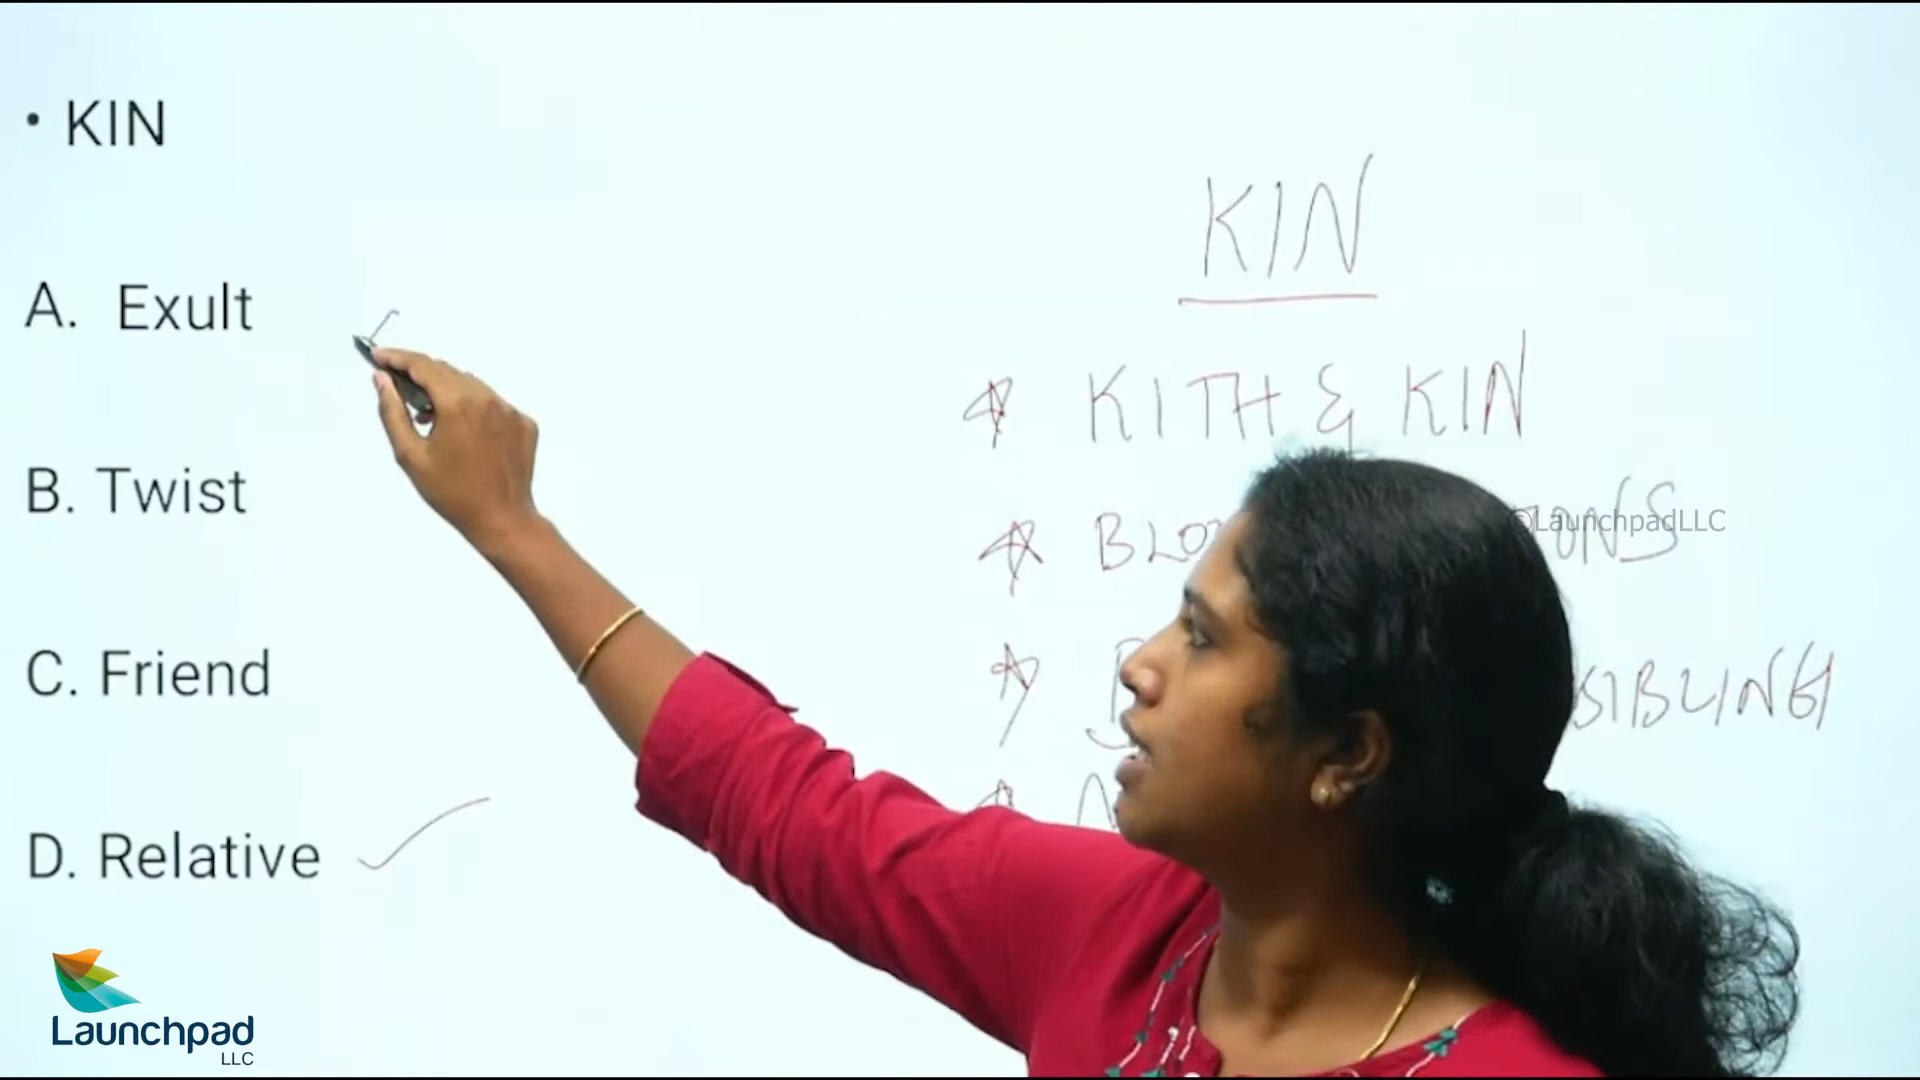 • KIN
A. Exult
B. Twist
C. Friend
D. Relative
KIN
KITH & KIN
SIBLING
©LaunchpadLLC
Launchpad
LLC